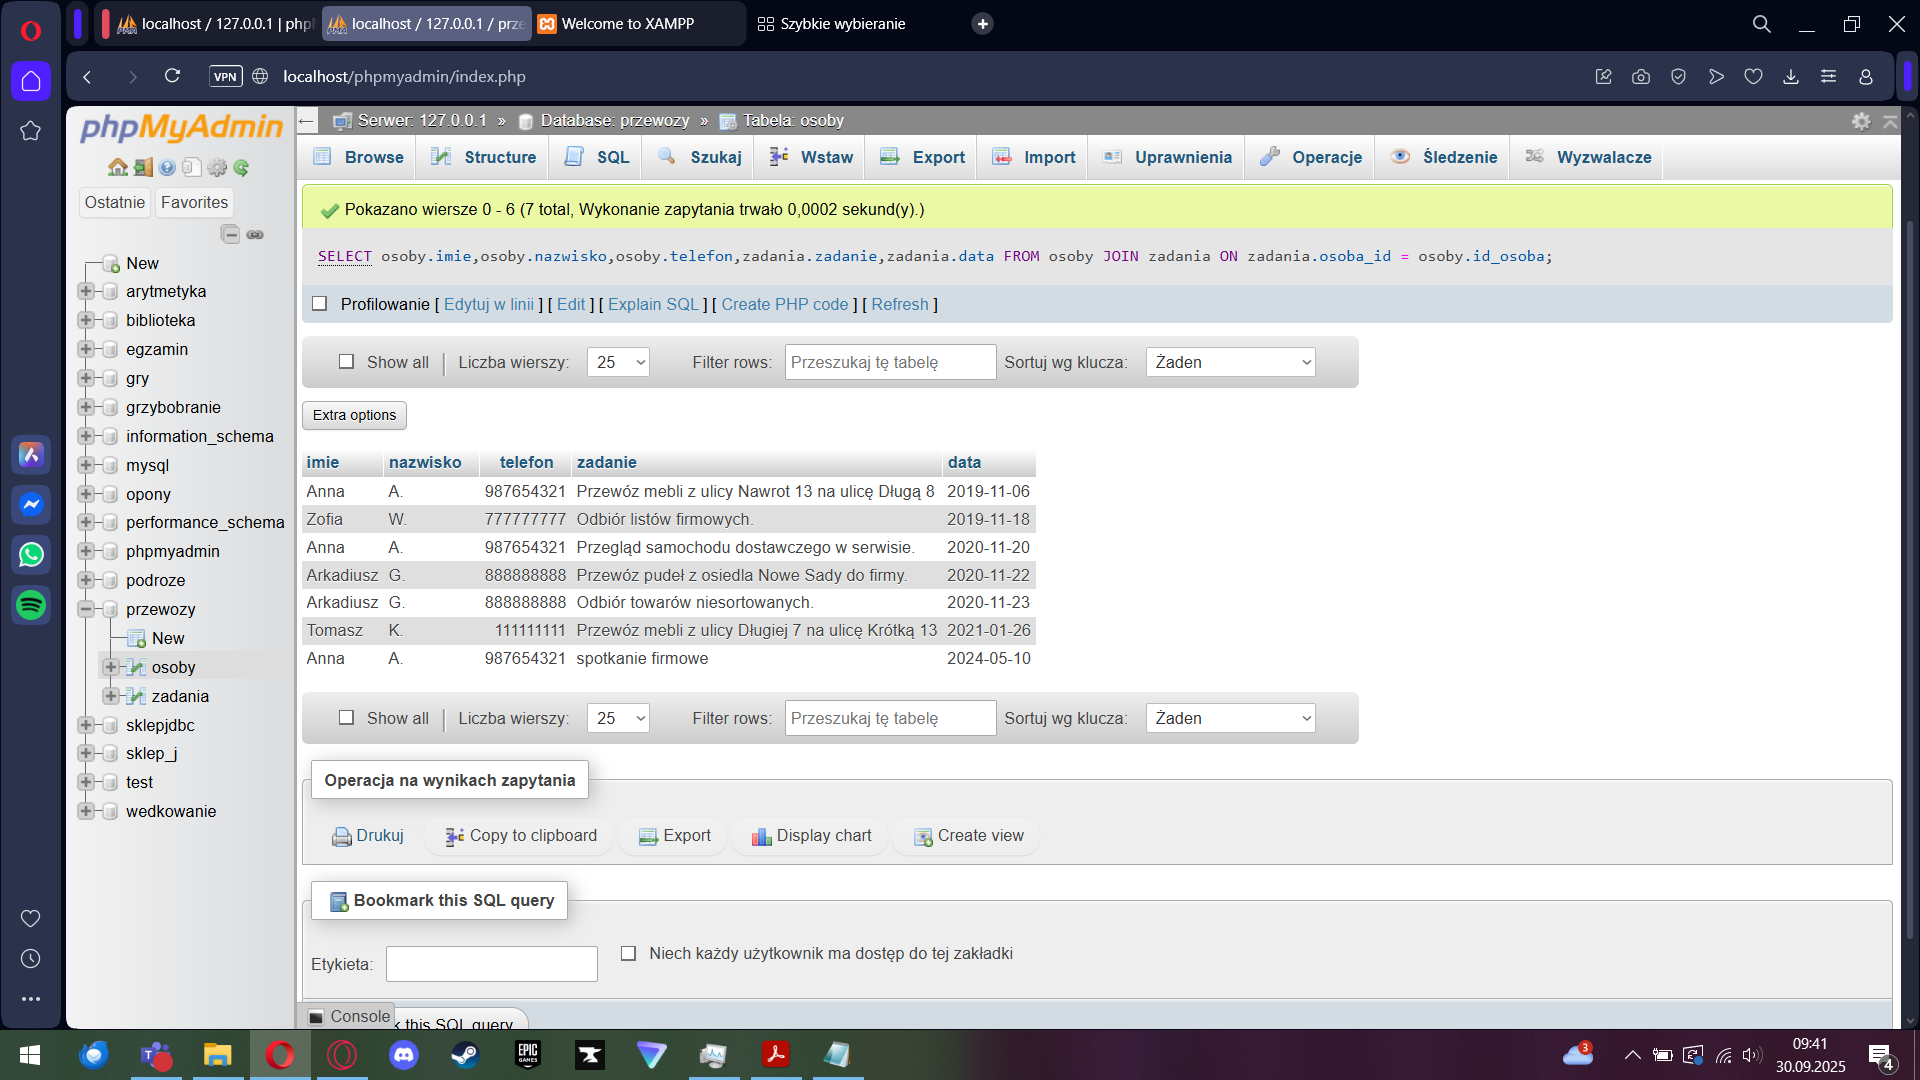 localhost / 127.0.0.1 | php
localhost / 127.0.0.1 / prze
Welcome to XAMPP
Szybkie wybieranie
VPN
localhost/phpmyadmin/index.php
phpMyAdmin
Ostatnie
Favorites
New
arytmetyka
biblioteka
egzamin
gry
grzybobranie
information_schema
mysql
opony
performance_schema
phpmyadmin
podroze
przewozy
New
osoby
zadania
sklepjdbc
sklep_j
test
wedkowanie
Serwer: 127.0.0.1 » Database: przewozy » Tabela: osoby
Browse Structure SQL Szukaj Wstaw Export Import Uprawnienia Operacje Śledzenie Wyzwalacze
Pokazano wiersze 0 - 6 (7 total, Wykonanie zapytania trwało 0,0002 sekund(y).)
SELECT osoby.imie,osoby.nazwisko,osoby.telefon,zadania.zadanie,zadania.data FROM osoby JOIN zadania ON zadania.osoba_id = osoby.id_osoba;
Profilowanie [ Edytuj w linii ] [ Edit ] [ Explain SQL ] [ Create PHP code ] [ Refresh ]
Show all Liczba wierszy: 25 Filter rows: Przeszukaj tę tabelę Sortuj wg klucza: Żaden
Extra options
imie nazwisko telefon zadanie data
Anna A. 987654321 Przewóz mebli z ulicy Nawrot 13 na ulicę Długą 8 2019-11-06
Zofia W. 777777777 Odbiór listów firmowych. 2019-11-18
Anna A. 987654321 Przegląd samochodu dostawczego w serwisie. 2020-11-20
Arkadiusz G. 888888888 Przewóz pudeł z osiedla Nowe Sady do firmy. 2020-11-22
Arkadiusz G. 888888888 Odbiór towarów niesortowanych. 2020-11-23
Tomasz K. 111111111 Przewóz mebli z ulicy Długiej 7 na ulicę Krótką 13 2021-01-26
Anna A. 987654321 spotkanie firmowe 2024-05-10
Show all Liczba wierszy: 25 Filter rows: Przeszukaj tę tabelę Sortuj wg klucza: Żaden
Operacja na wynikach zapytania
Drukuj Copy to clipboard Export Display chart Create view
Bookmark this SQL query
Etykieta: Niech każdy użytkownik ma dostęp do tej zakładki
Console
k this SQL query
EPIC GAMES
3
09:41
30.09.2025
4